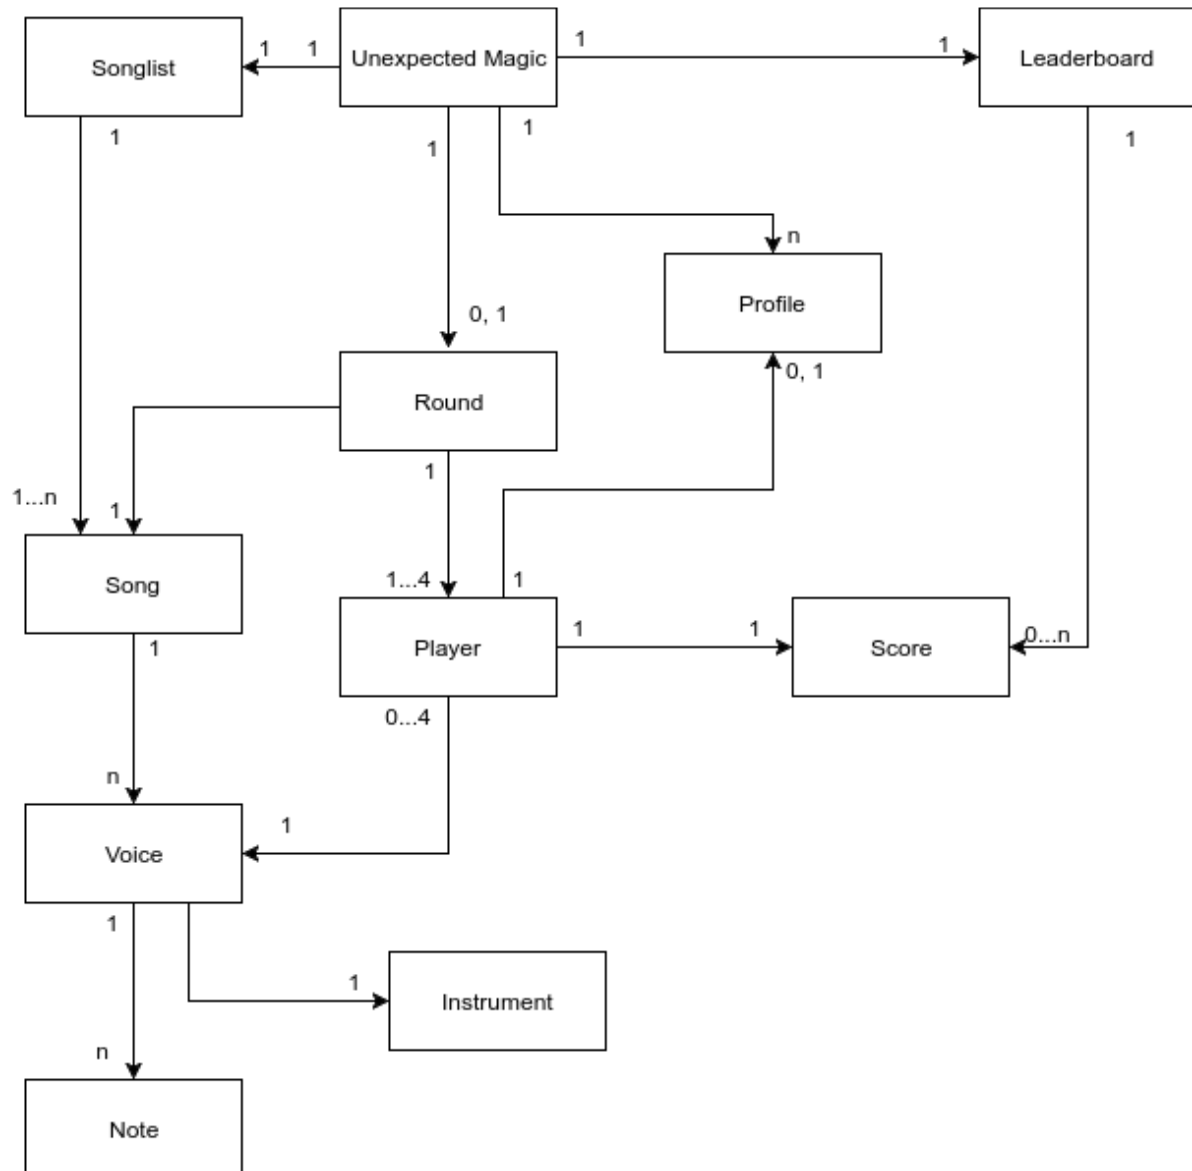 Songlist
1
1
Unexpected Magic
1
1
Leaderboard
1
1
1
1
n
Profile
0, 1
0, 1
Round
1
1...n
1
Song
1
1...4
1
Player
1
1
Score
0...n
0...4
n
1
Voice
1
1
Instrument
n
Note